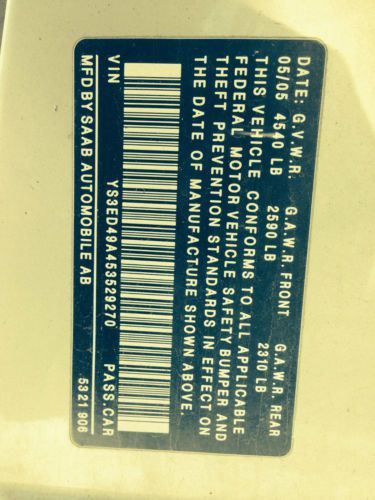 MFD BY SAAB AUTOMOBILE AB 5321 906
DATE: G.V.W.R. G.A.W.R. FRONT G.A.W.R. REAR
05/05 4540 LB 2590 LB 2310 LB
THIS VEHICLE CONFORMS TO ALL APPLICABLE
FEDERAL MOTOR VEHICLE SAFETY BUMPER AND
THEFT PREVENTION STANDARDS IN EFFECT ON
THE DATE OF MANUFACTURE SHOWN ABOVE.
YS3ED49A453529270
VIN PASS.CAR